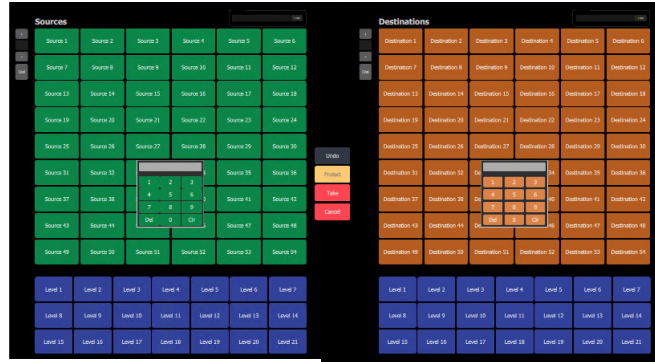 Sources
Source 1 Source 2 Source 3 Source 4 Source 5 Source 6
Source 7 Source 8 Source 9 Source 10 Source 11 Source 12
Source 13 Source 14 Source 15 Source 16 Source 17 Source 18
Source 19 Source 20 Source 21 Source 22 Source 23 Source 24
Source 25 Source 26 Source 27 Source 28 Source 29 Source 30
Source 31 Source 32 Source 35 Source 36
Source 37 Source 38 Source 41 Source 42
Source 43 Source 44 Source 47 Source 48
Source 49 Source 50 Source 51 Source 52 Source 53 Source 54
1 2 3
4 5 6
7 8 9
Del 0 Clr
Level 1 Level 2 Level 3 Level 4 Level 5 Level 6 Level 7
Level 8 Level 9 Level 10 Level 11 Level 12 Level 13 Level 14
Level 15 Level 16 Level 17 Level 18 Level 19 Level 20 Level 21
Undo
Protect
Take
Cancel
Destinations
Destination 1 Destination 2 Destination 3 Destination 4 Destination 5 Destination 6
Destination 7 Destination 8 Destination 9 Destination 10 Destination 11 Destination 12
Destination 13 Destination 14 Destination 15 Destination 16 Destination 17 Destination 18
Destination 19 Destination 20 Destination 21 Destination 22 Destination 23 Destination 24
Destination 25 Destination 26 Destination 27 Destination 28 Destination 29 Destination 30
Destination 31 Destination 32 De 34 Destination 35 Destination 36
Destination 37 Destination 38 De 40 Destination 41 Destination 42
Destination 43 Destination 44 De 46 Destination 47 Destination 48
Destination 49 Destination 50 Destination 51 Destination 52 Destination 53 Destination 54
1 2 3
4 5 6
7 8 9
Del 0 Clr
Level 1 Level 2 Level 3 Level 4 Level 5 Level 6 Level 7
Level 8 Level 9 Level 10 Level 11 Level 12 Level 13 Level 14
Level 15 Level 16 Level 17 Level 18 Level 19 Level 20 Level 21